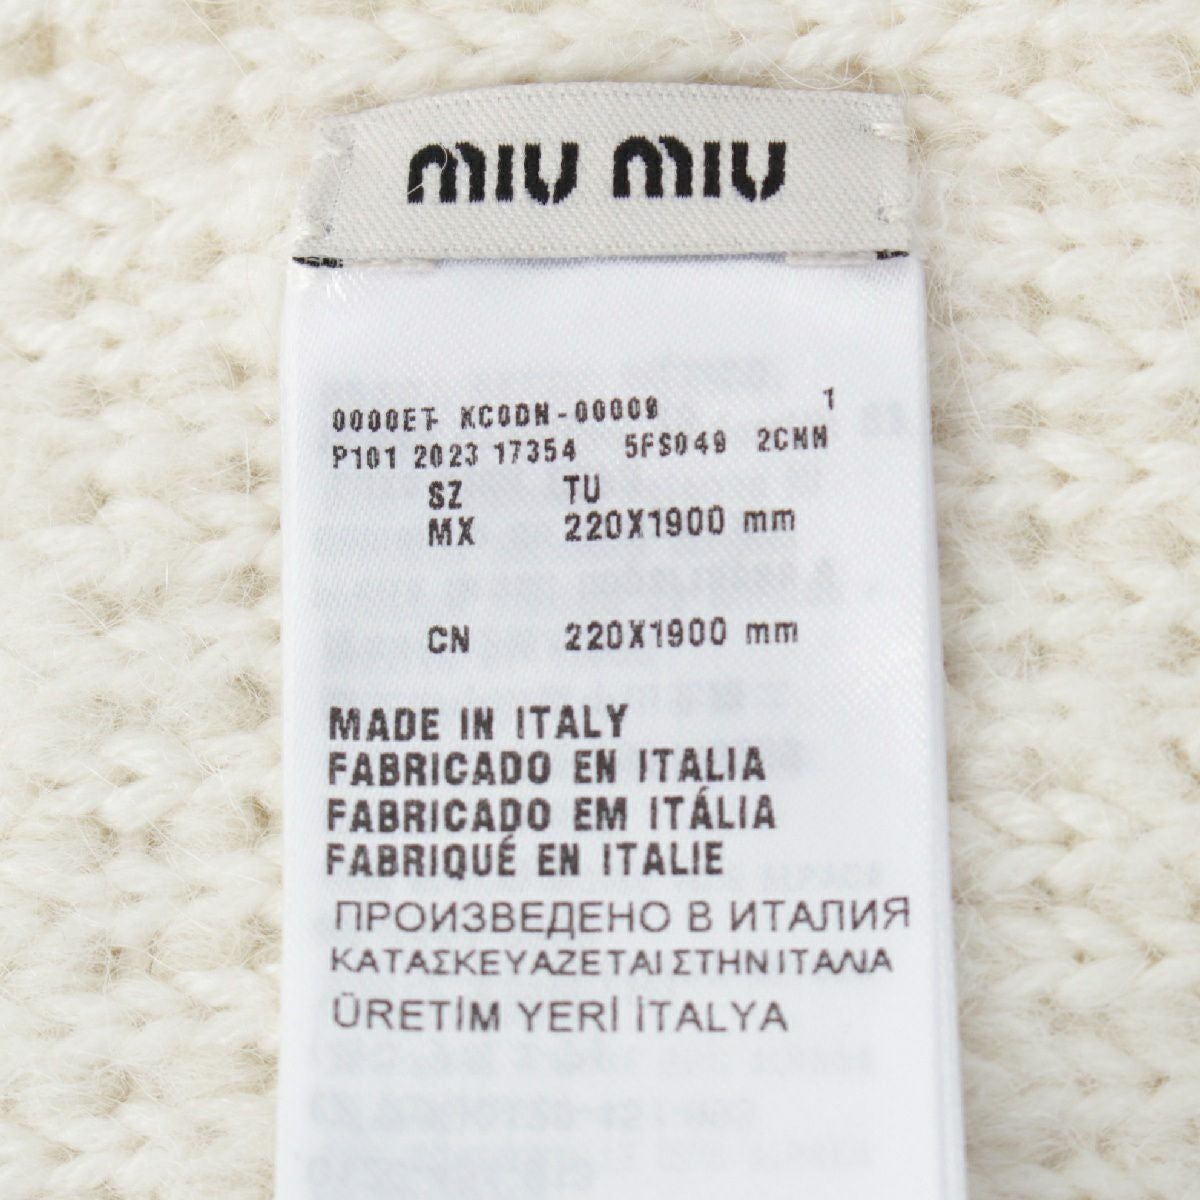 MIU MIU
0000ET KC0DN-00009 1
P101 2023 17354 5FS049 2CNN
SZ TU
MX 220X1900 mm
CN 220X1900 mm
MADE IN ITALY
FABRICADO EN ITALIA
FABRICADO EM ITÁLIA
FABRIQUÉ EN ITALIE
ПРОИЗВЕДЕНО В ИТАЛИЯ
ΚΑΤΑΣΚΕΥΑΖΕΤΑΙ ΣΤΗΝ ΙΤΑΛΙΑ
ÜRETİM YERİ İTALYA